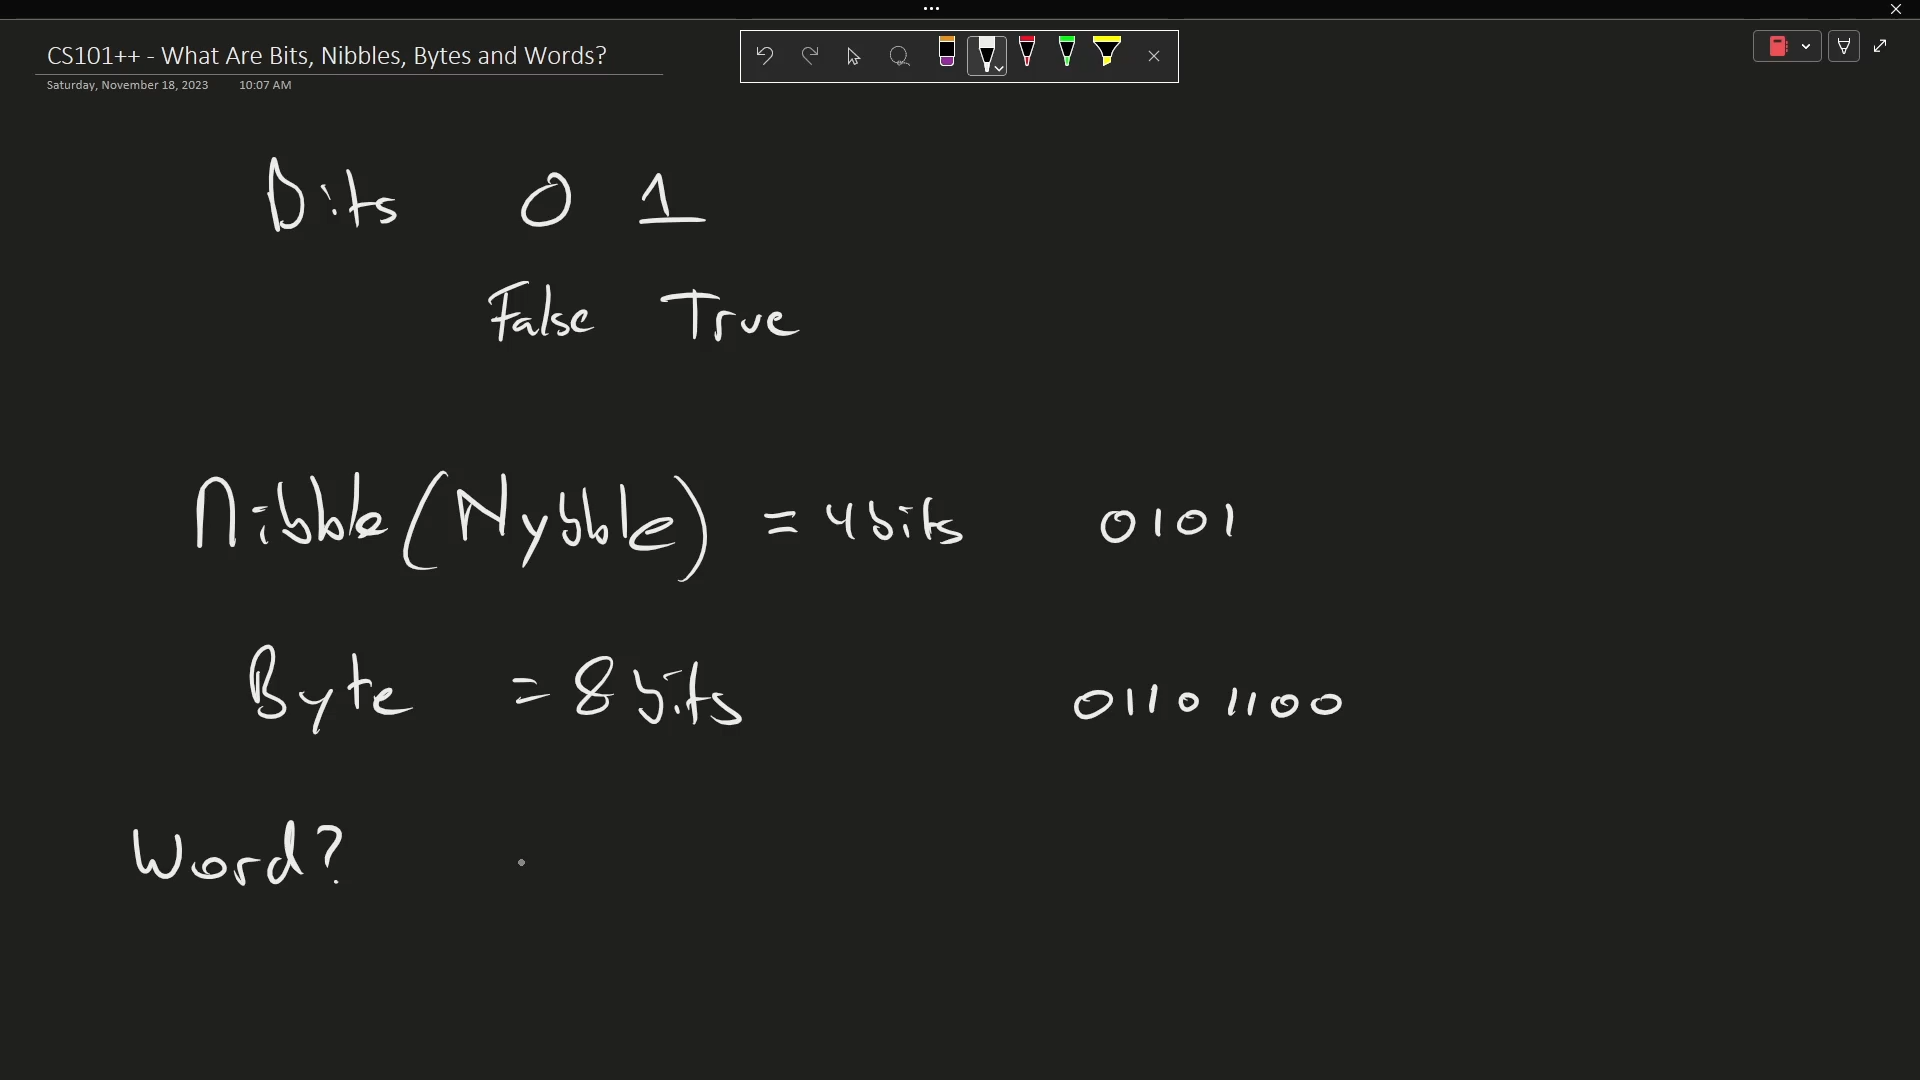 CS101++ - What Are Bits, Nibbles, Bytes and Words?
Saturday, November 18, 2023 10:07 AM
Bits 0 1
False True
Nibble (Nybble) = 4 bits 0101
Byte = 8 bits 01101100
Word?